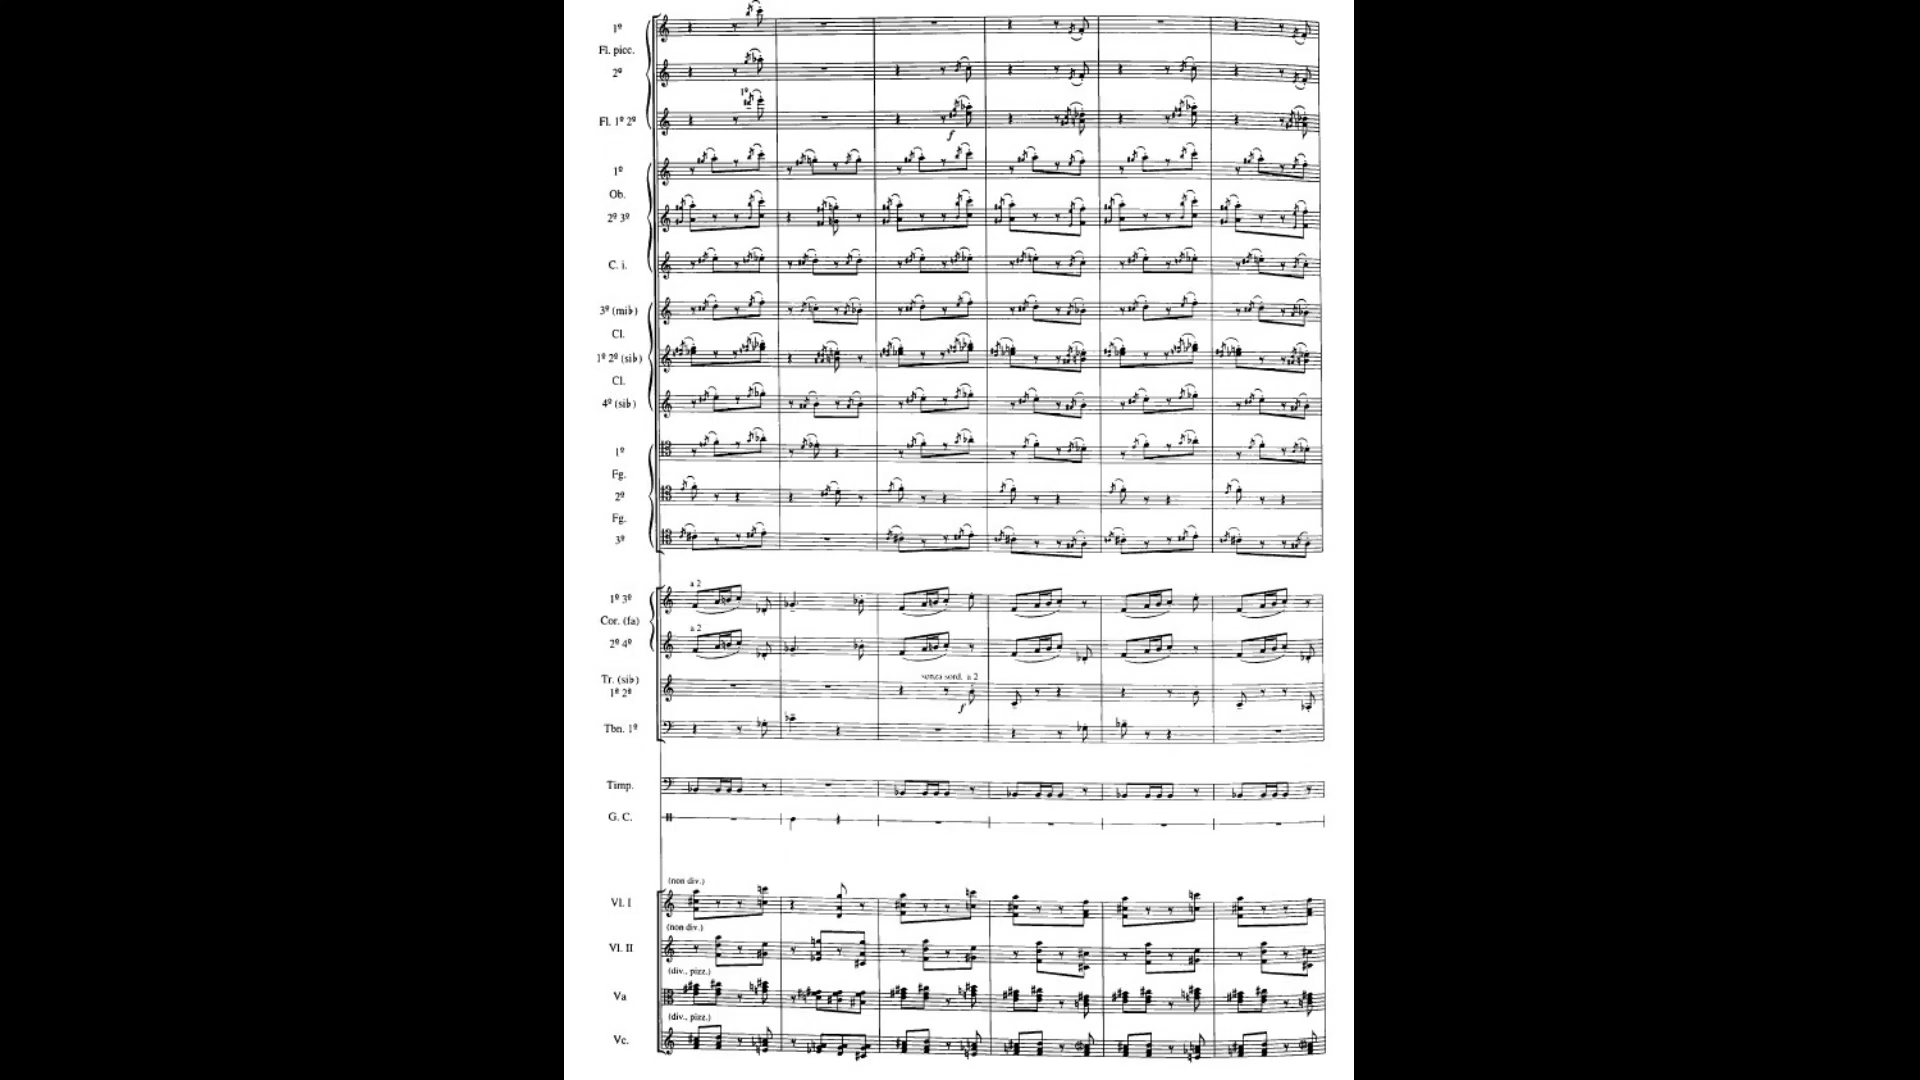 1º
Fl. picc.
2º
1º
Fl. 1º 2º
f
1º
Ob.
2º 3º
C. i.
3º (mib)
Cl.
1º 2º (sib)
Cl.
4º (sib)
1º
Fg.
2º
Fg.
3º
a 2
1º 3º
Cor. (fa)
a 2
2º 4º
senza sord. a 2
Tr. (sib)
1º 2º
f
Tbn. 1º
Timp.
G. C.
(non div.)
Vl. I
(non div.)
Vl. II
(div., pizz.)
Va
(div., pizz.)
Vc.